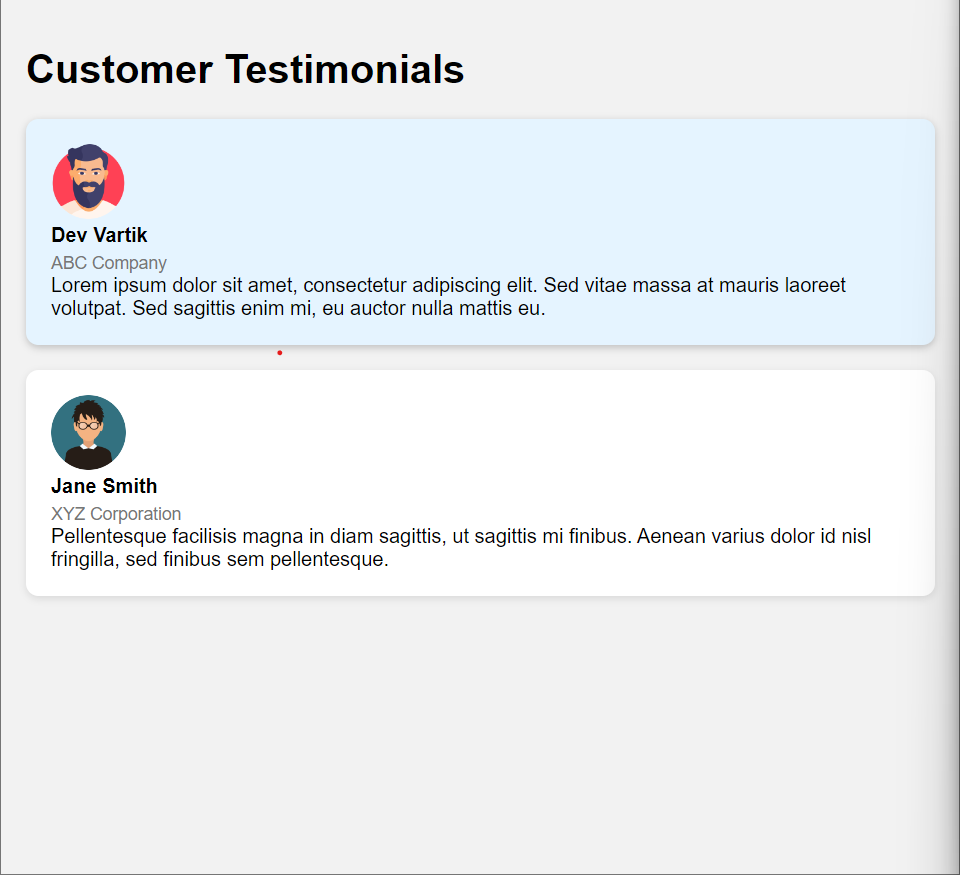 Customer Testimonials
Dev Vartik
ABC Company
Lorem ipsum dolor sit amet, consectetur adipiscing elit. Sed vitae massa at mauris laoreet
volutpat. Sed sagittis enim mi, eu auctor nulla mattis eu.
Jane Smith
XYZ Corporation
Pellentesque facilisis magna in diam sagittis, ut sagittis mi finibus. Aenean varius dolor id nisl
fringilla, sed finibus sem pellentesque.